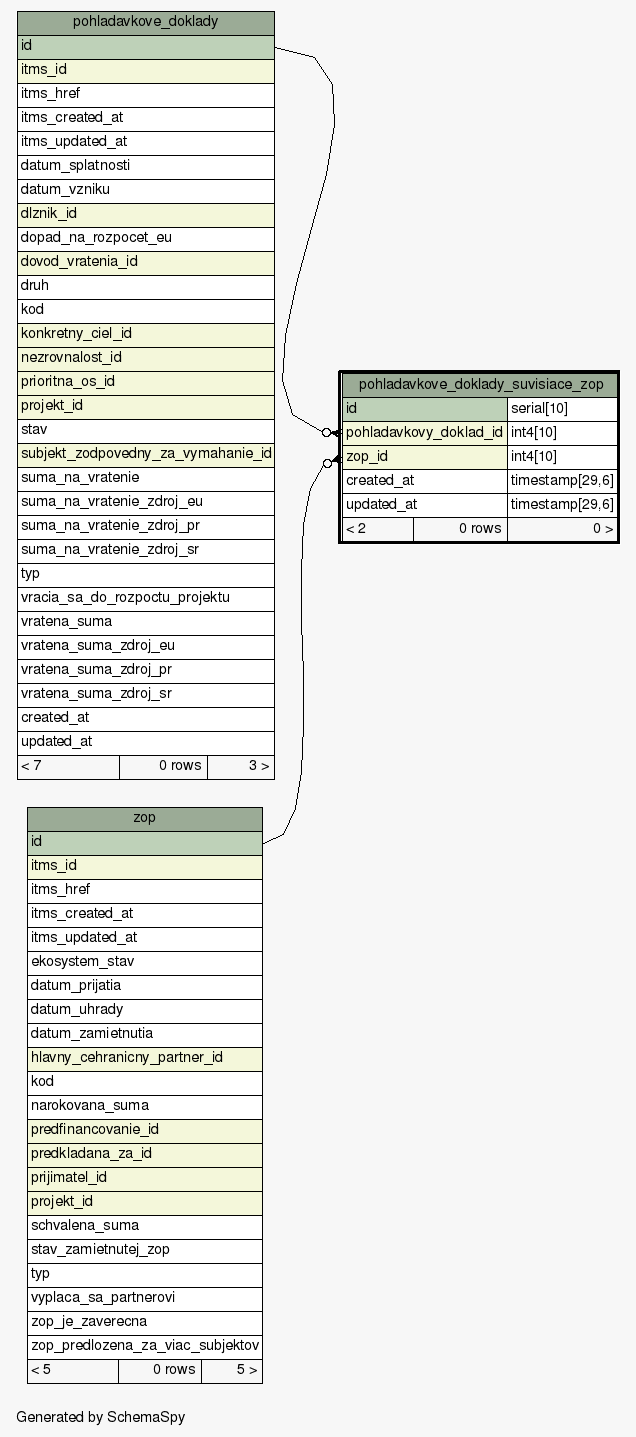 pohladavkove_doklady
id
itms_id
itms_href
itms_created_at
itms_updated_at
datum_splatnosti
datum_vzniku
dlznik_id
dopad_na_rozpocet_eu
dovod_vratenia_id
druh
kod
konkretny_ciel_id
nezrovnalost_id
prioritna_os_id
projekt_id
stav
subjekt_zodpovedny_za_vymahanie_id
suma_na_vratenie
suma_na_vratenie_zdroj_eu
suma_na_vratenie_zdroj_pr
suma_na_vratenie_zdroj_sr
typ
vracia_sa_do_rozpoctu_projektu
vratena_suma
vratena_suma_zdroj_eu
vratena_suma_zdroj_pr
vratena_suma_zdroj_sr
created_at
updated_at
< 7 0 rows 3 >
pohladavkove_doklady_suvisiace_zop
id serial[10]
pohladavkovy_doklad_id int4[10]
zop_id int4[10]
created_at timestamp[29,6]
updated_at timestamp[29,6]
< 2 0 rows 0 >
zop
id
itms_id
itms_href
itms_created_at
itms_updated_at
ekosystem_stav
datum_prijatia
datum_uhrady
datum_zamietnutia
hlavny_cehranicny_partner_id
kod
narokovana_suma
predfinancovanie_id
predkladana_za_id
prijimatel_id
projekt_id
schvalena_suma
stav_zamietnutej_zop
typ
vyplaca_sa_partnerovi
zop_je_zaverecna
zop_predlozena_za_viac_subjektov
< 5 0 rows 5 >
Generated by SchemaSpy